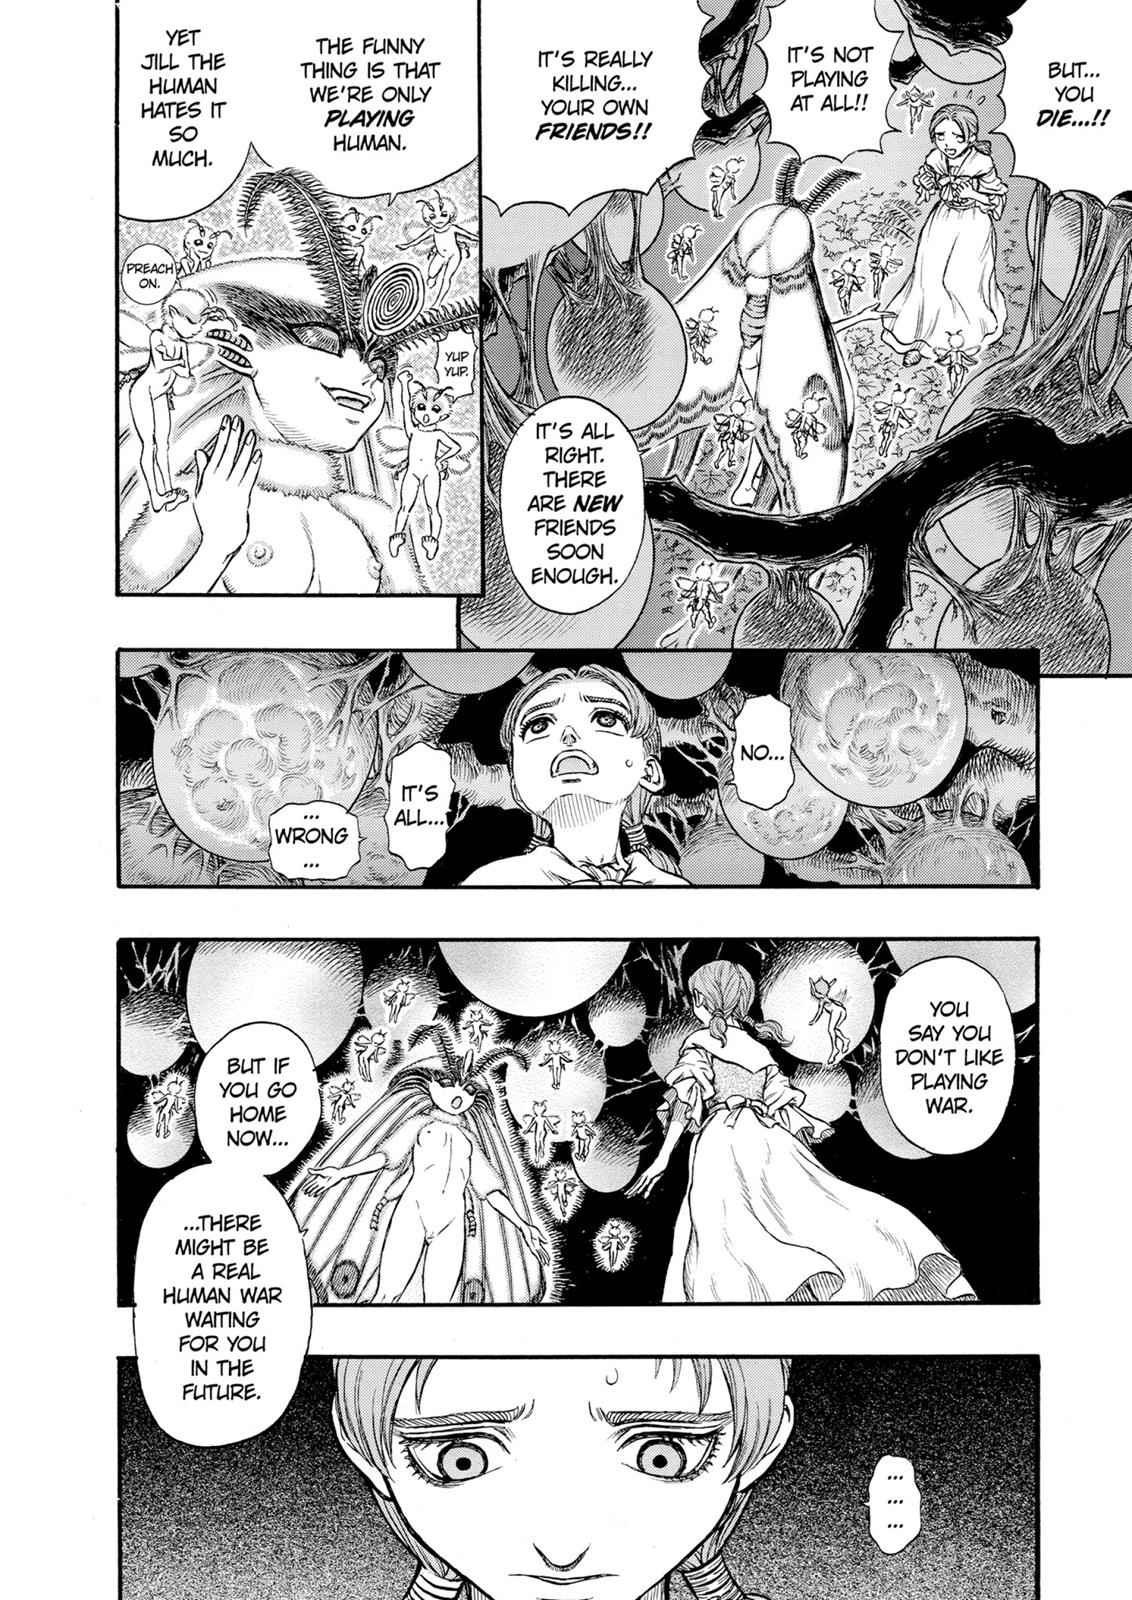 BUT...
YOU
DIE...!!
IT'S NOT
PLAYING
AT ALL!!
IT'S REALLY
KILLING...
YOUR OWN
FRIENDS!!
IT'S ALL
RIGHT.
THERE
ARE NEW
FRIENDS
SOON
ENOUGH.
THE FUNNY
THING IS THAT
WE'RE ONLY
PLAYING
HUMAN.
YET
JILL THE
HUMAN
HATES IT
SO
MUCH.
YUP
YUP.
PREACH
ON.
NO...
IT'S
ALL...
...
WRONG
...
YOU
SAY YOU
DON'T LIKE
PLAYING
WAR.
BUT IF
YOU GO
HOME
NOW...
...THERE
MIGHT BE
A REAL
HUMAN WAR
WAITING
FOR YOU
IN THE
FUTURE.
...
...
...